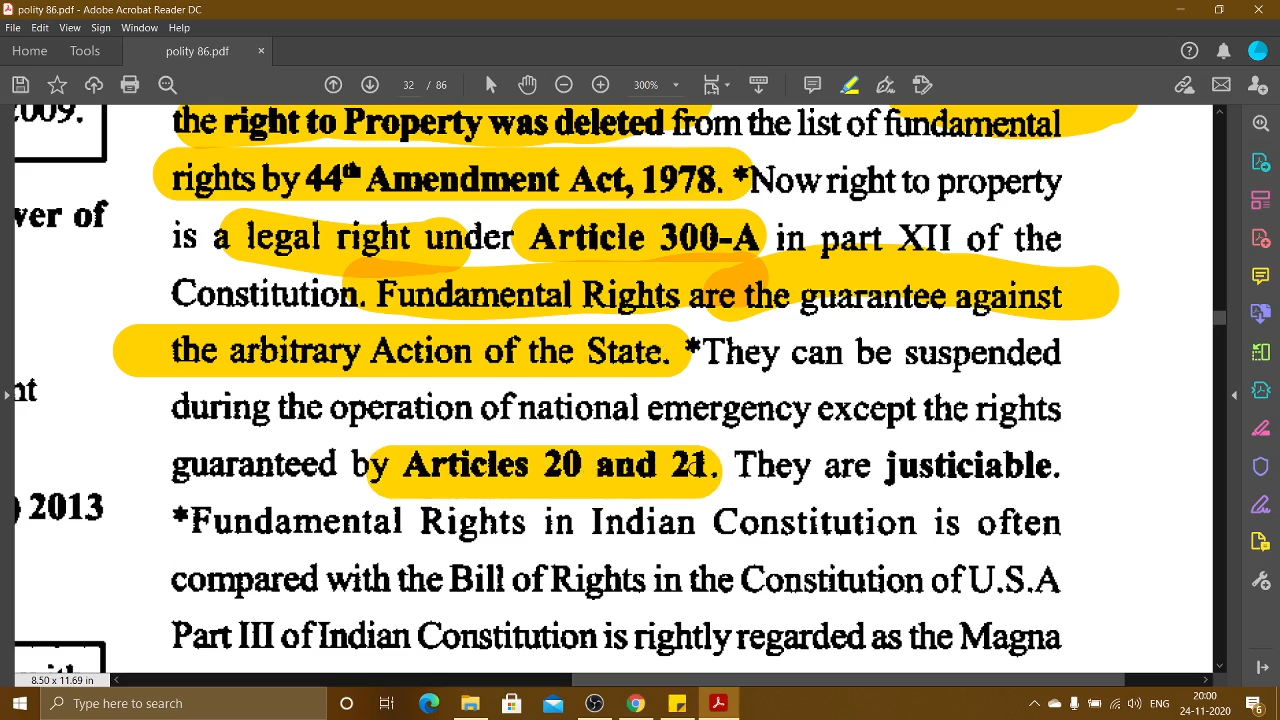 polity 86.pdf - Adobe Acrobat Reader DC
File Edit View Sign Window Help
Home Tools polity 86.pdf ×
32 / 86 300%
2009.
the right to Property was deleted from the list of fundamental
rights by 44th Amendment Act, 1978. *Now right to property
ver of
is a legal right under Article 300-A in part XII of the
Constitution. Fundamental Rights are the guarantee against
the arbitrary Action of the State. *They can be suspended
nt
during the operation of national emergency except the rights
guaranteed by Articles 20 and 21. They are justiciable.
) 2013
*Fundamental Rights in Indian Constitution is often
compared with the Bill of Rights in the Constitution of U.S.A
Part III of Indian Constitution is rightly regarded as the Magna
8.50 x 11.69 in
Type here to search
ENG
20:00
24-11-2020
6